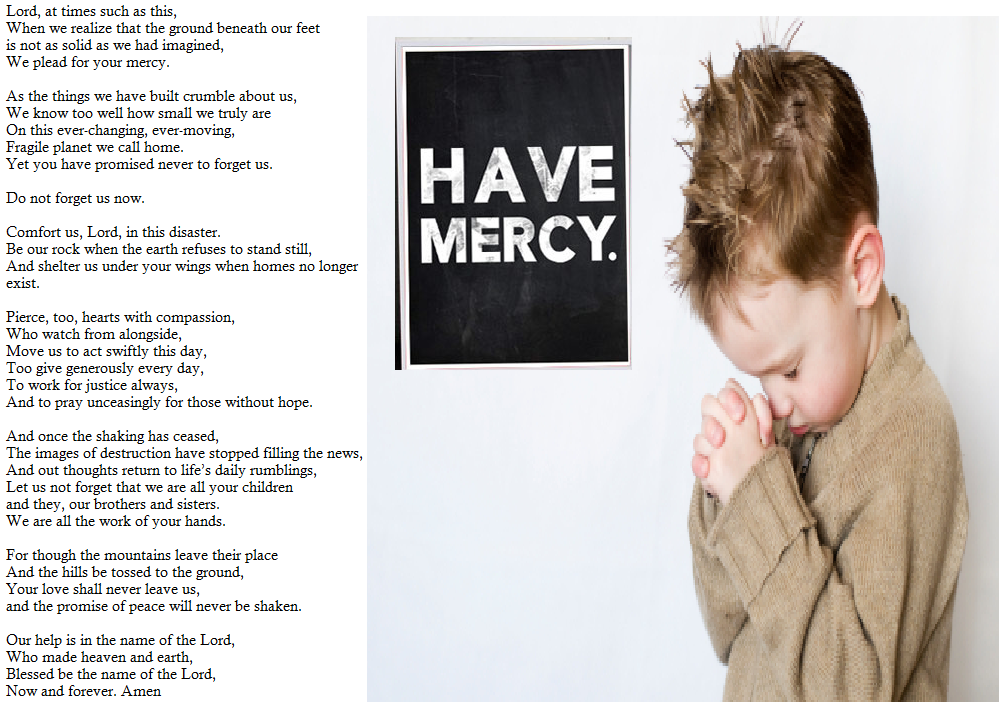 Lord, at times such as this,
When we realize that the ground beneath our feet
is not as solid as we had imagined,
We plead for your mercy.
As the things we have built crumble about us,
We know too well how small we truly are
On this ever-changing, ever-moving,
Fragile planet we call home.
Yet you have promised never to forget us.
Do not forget us now.
Comfort us, Lord, in this disaster.
Be our rock when the earth refuses to stand still,
And shelter us under your wings when homes no longer
exist.
Pierce, too, hearts with compassion,
Who watch from alongside,
Move us to act swiftly this day,
Too give generously every day,
To work for justice always,
And to pray unceasingly for those without hope.
And once the shaking has ceased,
The images of destruction have stopped filling the news,
And out thoughts return to life's daily rumblings,
Let us not forget that we are all your children
and they, our brothers and sisters.
We are all the work of your hands.
For though the mountains leave their place
And the hills be tossed to the ground,
Your love shall never leave us,
and the promise of peace will never be shaken.
Our help is in the name of the Lord,
Who made heaven and earth,
Blessed be the name of the Lord,
Now and forever. Amen
HAVE
MERCY.